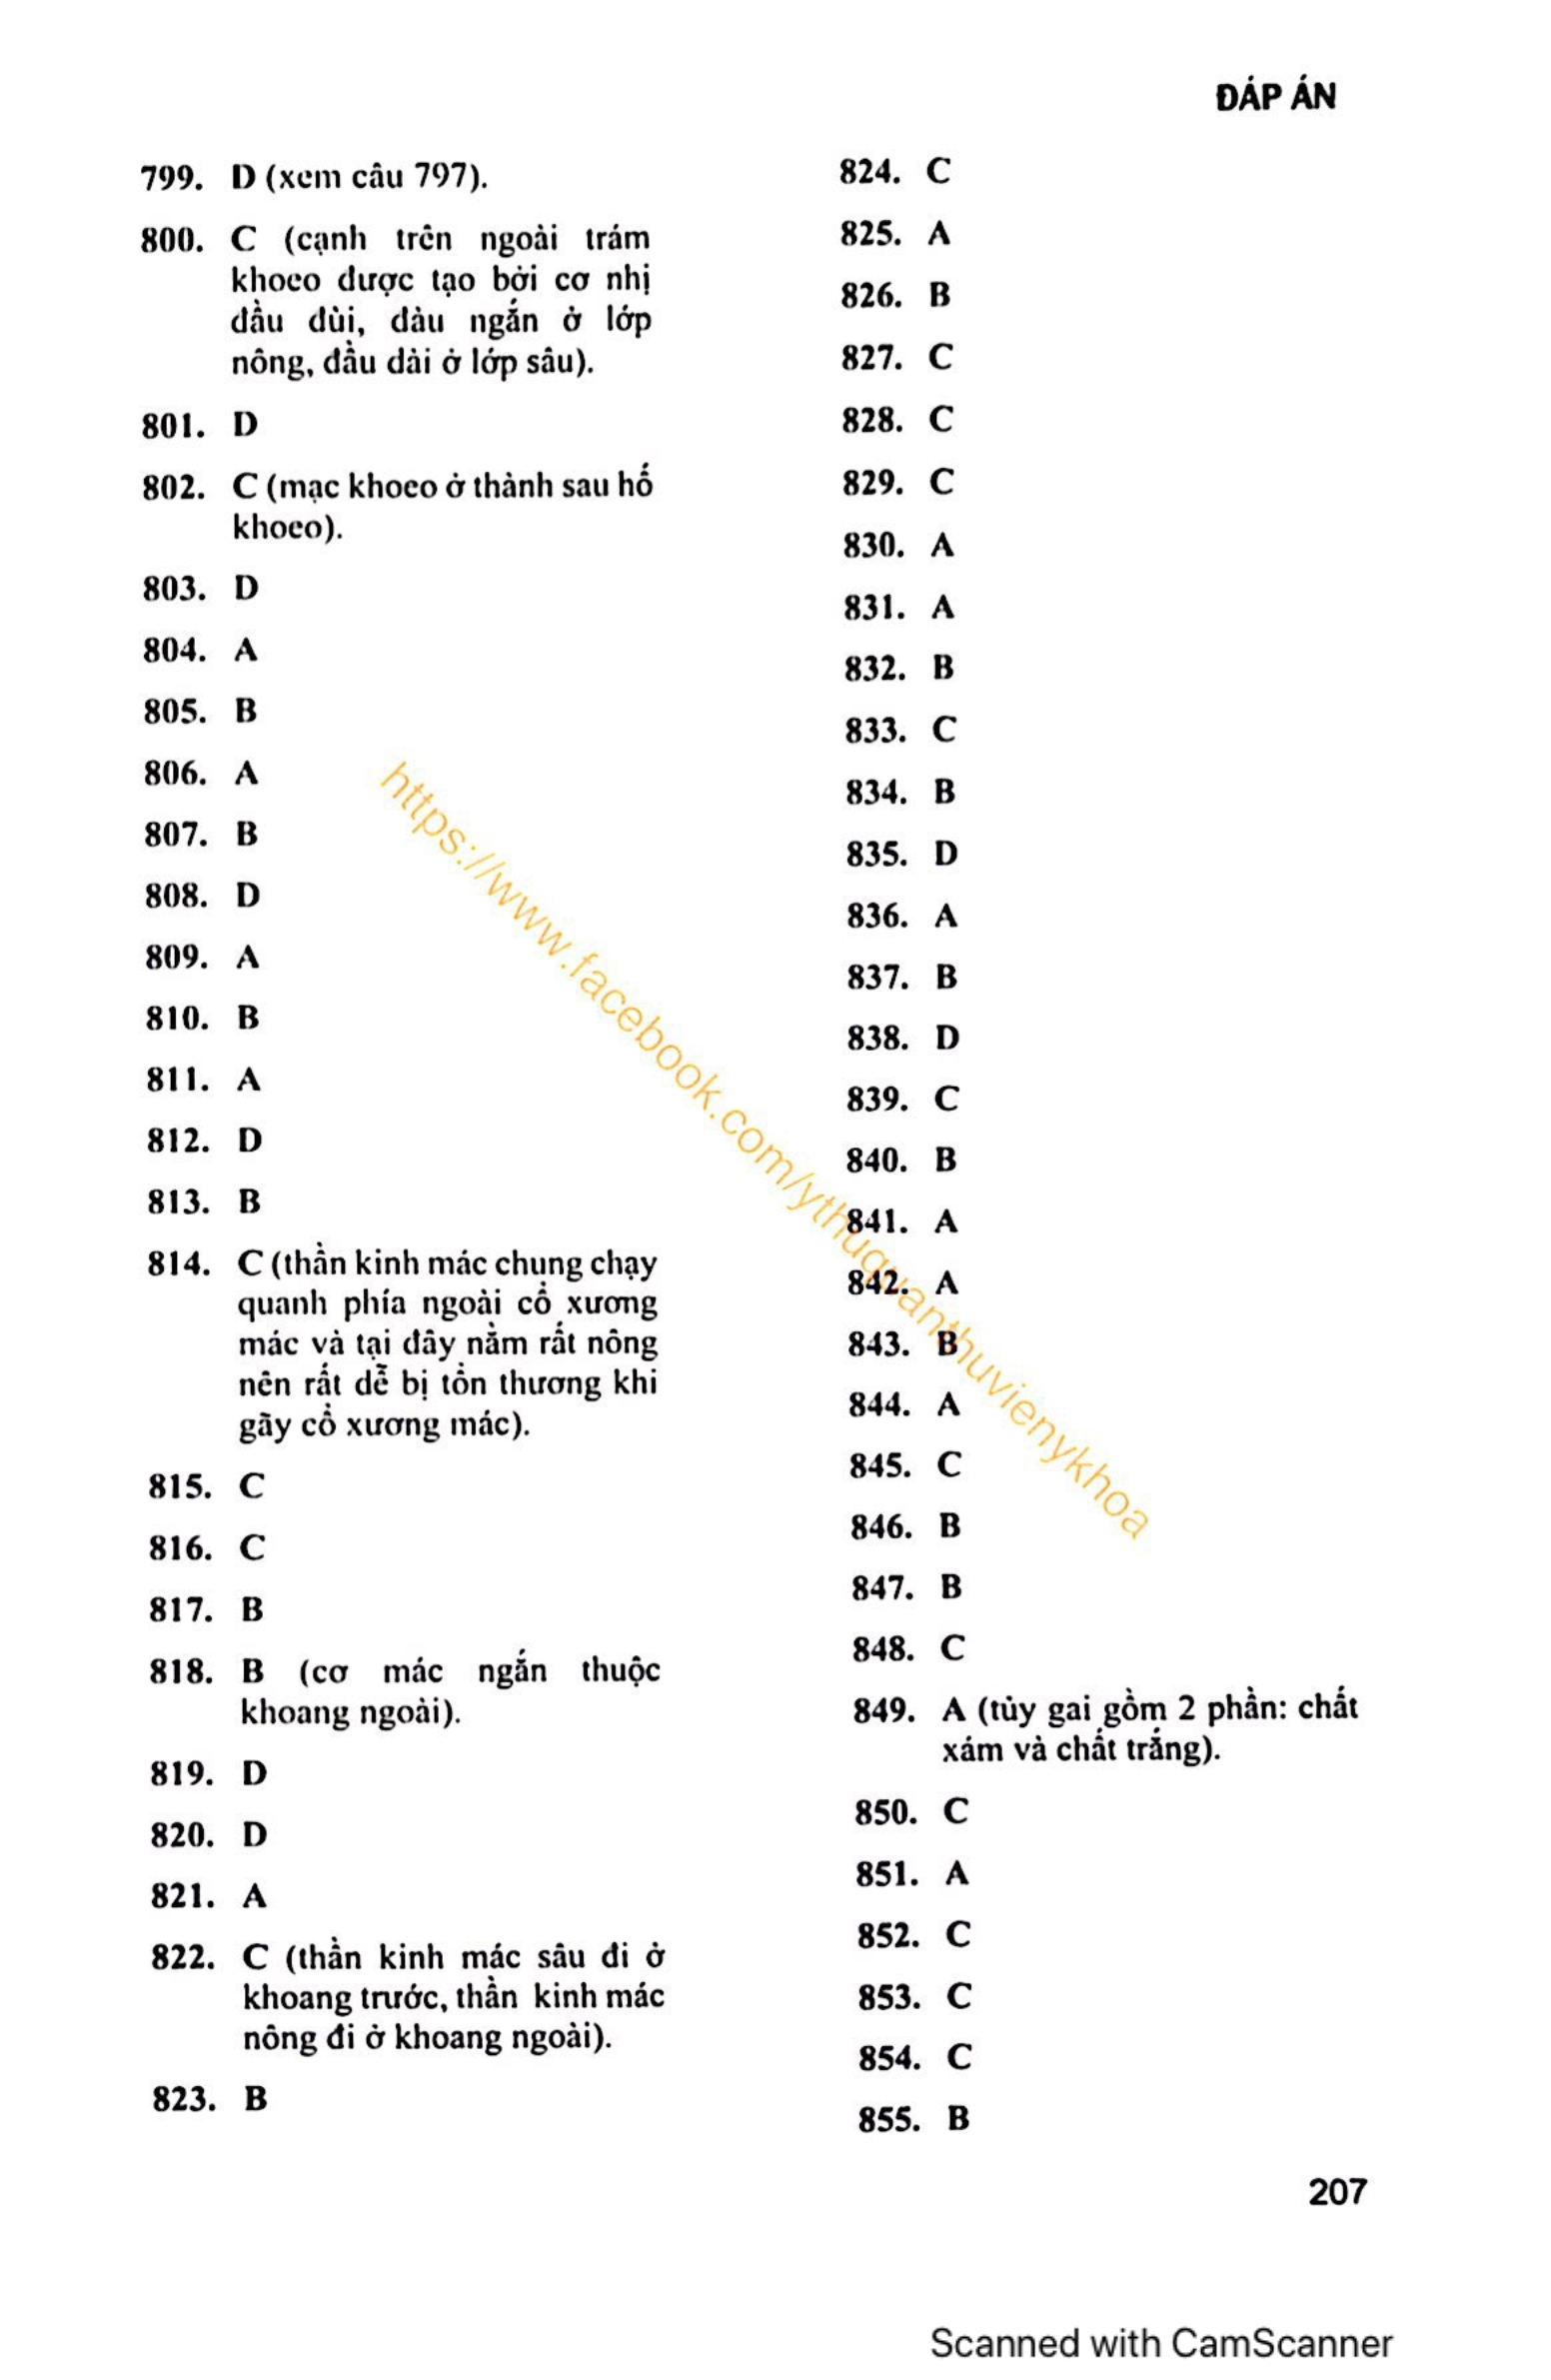 ĐÁP ÁN
799. D (xem câu 797).
800. C (cạnh trên ngoài trám
khoeo được tạo bởi cơ nhị
đầu đùi, đàu ngắn ở lớp
nông, đầu dài ở lớp sâu).
801. D
802. C (mạc khoeo ở thành sau hố
khoeo).
803. D
804. A
805. B
806. A
807. B
808. D
809. A
810. B
811. A
812. D
813. B
814. C (thần kinh mác chung chạy
quanh phía ngoài cổ xương
mác và tại đây nằm rất nông
nên rất dễ bị tổn thương khi
gãy cổ xương mác).
815. C
816. C
817. B
818. B (cơ mác ngắn thuộc
khoang ngoài).
819. D
820. D
821. A
822. C (thần kinh mác sâu đi ở
khoang trước, thần kinh mác
nông đi ở khoang ngoài).
823. B
824. C
825. A
826. B
827. C
828. C
829. C
830. A
831. A
832. B
833. C
834. B
835. D
836. A
837. B
838. D
839. C
840. B
841. A
842. A
843. B
844. A
845. C
846. B
847. B
848. C
849. A (tủy gai gồm 2 phần: chất
xám và chất trắng).
850. C
851. A
852. C
853. C
854. C
855. B
https://www.facebook.com/ythuquanthuvienykhoa
207
Scanned with CamScanner